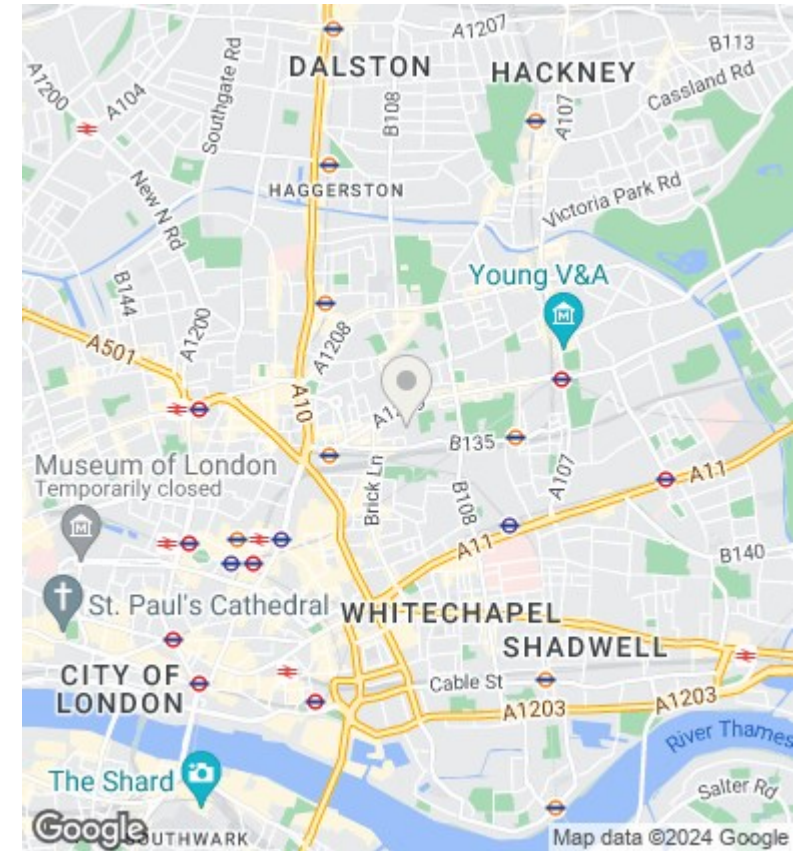 A1207
B113
DALSTON
HACKNEY
A1200
A104
Southgate Rd
B108
A107
Cassland Rd
HAGGERSTON
New N Rd
Victoria Park Rd
B144
A1200
Young V&A
A501
A1208
A10
B135
Museum of London
Temporarily closed
Brick Ln
B108
A107
A11
A11
B140
St. Paul's Cathedral
WHITECHAPEL
SHADWELL
CITY OF
LONDON
Cable St
A1203
A1203
River Thames
The Shard
Salter Rd
Google
SOUTHWARK
Map data ©2024 Google